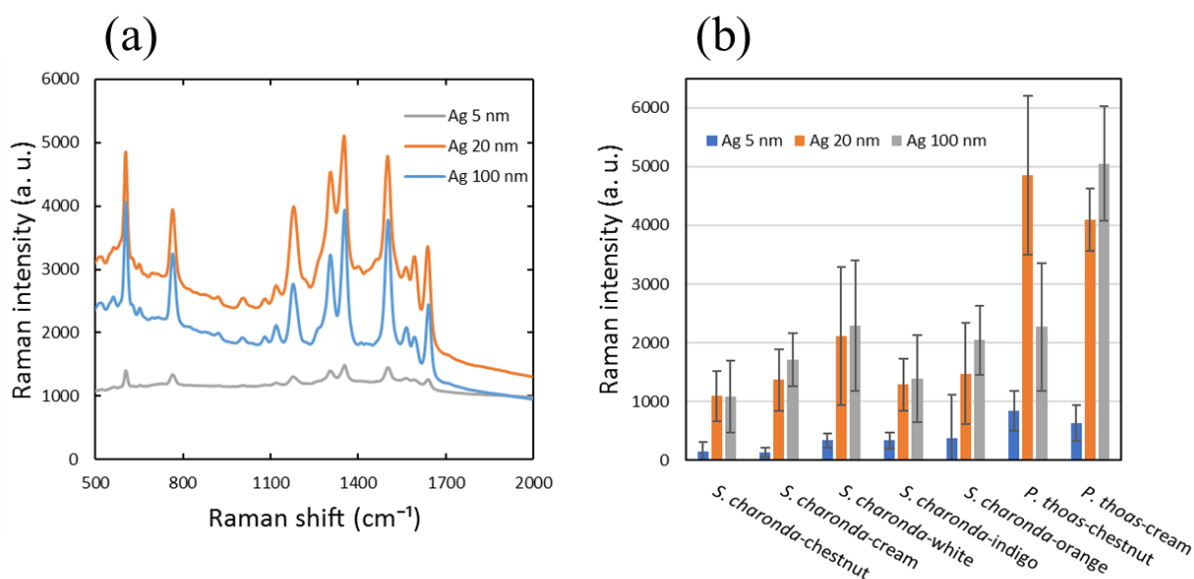 (a)
(b)
6000
5000
4000
3000
2000
1000
0
Raman intensity (a. u.)
Ag 5 nm
Ag 20 nm
Ag 100 nm
500
800
1100
1400
1700
2000
Raman shift (cm⁻¹)
6000
5000
4000
3000
2000
1000
0
Raman intensity (a. u.)
Ag 5 nm Ag 20 nm Ag 100 nm
S. charonda-chestnut
S. charonda-cream
S. charonda-white
S. charonda-indigo
S. charonda-orange
P. thoas-chestnut
P. thoas-cream